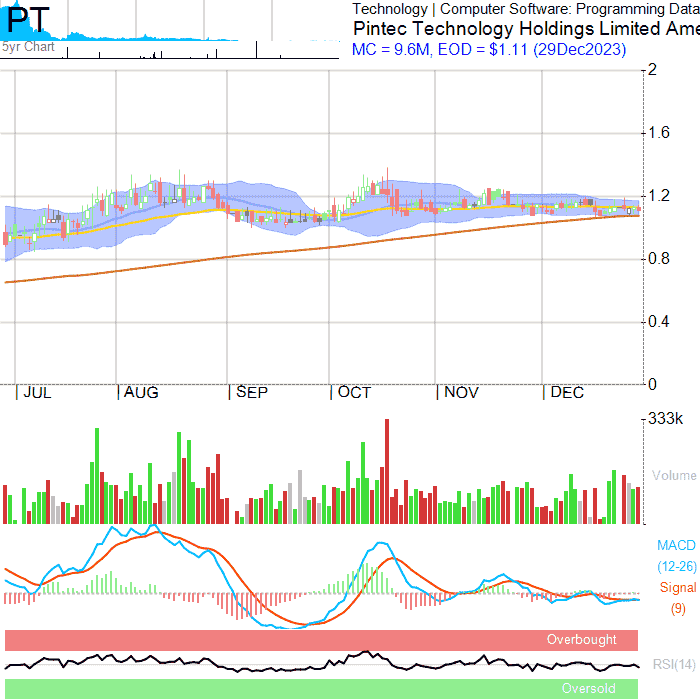 PT
5yr Chart
Technology | Computer Software: Programming Data
Pintec Technology Holdings Limited Ame
MC = 9.6M, EOD = $1.11 (29Dec2023)
2
1.6
1.2
0.8
0.4
0
| JUL | AUG | SEP | OCT | NOV | DEC
333k
Volume
MACD
(12-26)
Signal
(9)
Overbought
RSI(14)
Oversold